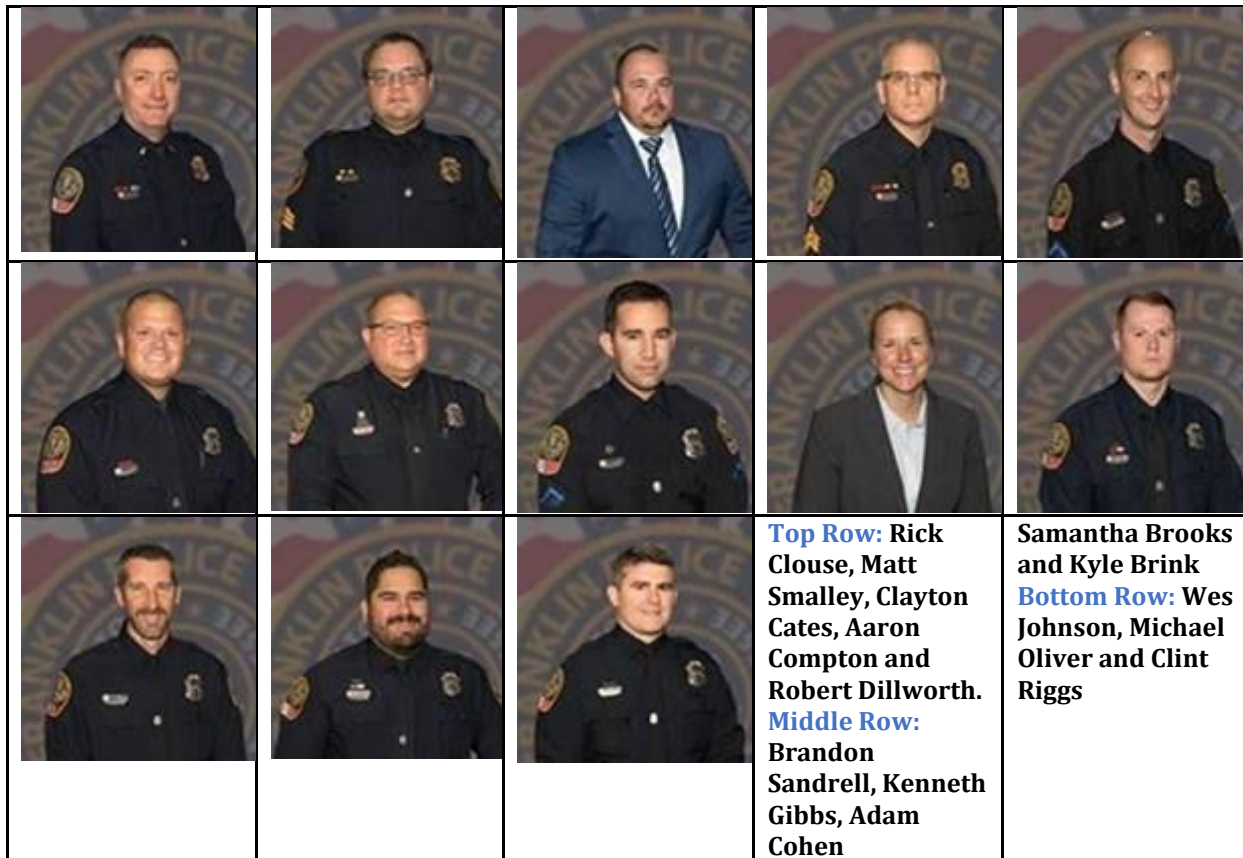 Top Row: Rick
Clouse, Matt
Smalley, Clayton
Cates, Aaron
Compton and
Robert Dillworth.
Middle Row:
Brandon
Sandrell, Kenneth
Gibbs, Adam
Cohen
Samantha Brooks
and Kyle Brink
Bottom Row: Wes
Johnson, Michael
Oliver and Clint
Riggs